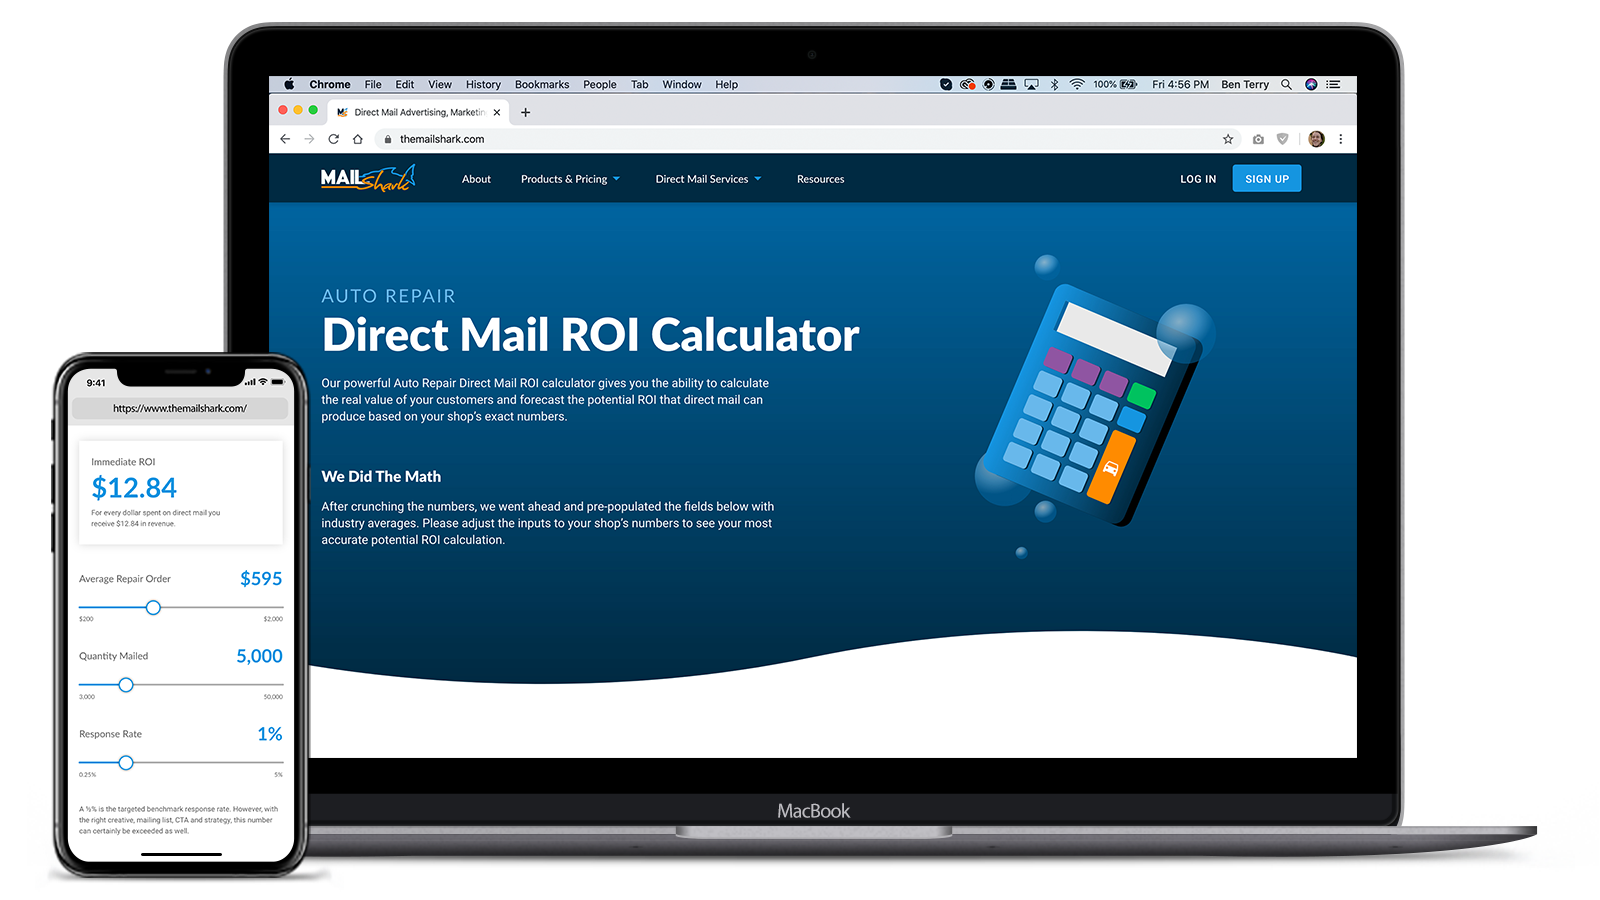 Chrome File Edit View History Bookmarks People Tab Window Help 100% Fri 4:56 PM Ben Terry
Direct Mail Advertising, Marketin
themailshark.com
MAIL shark About Products & Pricing Direct Mail Services Resources LOG IN SIGN UP
AUTO REPAIR
Direct Mail ROI Calculator
Our powerful Auto Repair Direct Mail ROI calculator gives you the ability to calculate
the real value of your customers and forecast the potential ROI that direct mail can
produce based on your shop’s exact numbers.
We Did The Math
After crunching the numbers, we went ahead and pre-populated the fields below with
industry averages. Please adjust the inputs to your shop’s numbers to see your most
accurate potential ROI calculation.
MacBook
9:41
https://www.themailshark.com/
Immediate ROI
$12.84
For every dollar spent on direct mail you
receive $12.84 in revenue.
Average Repair Order $595
$200 $2,000
Quantity Mailed 5,000
3,000 50,000
Response Rate 1%
0.25% 5%
A ½% is the targeted benchmark response rate. However, with
the right creative, mailing list, CTA and strategy, this number
can certainly be exceeded as well.